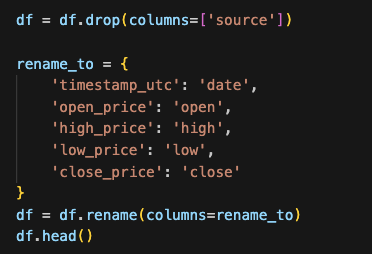 df = df.drop(columns=['source'])

rename_to = {
    'timestamp_utc': 'date',
    'open_price': 'open',
    'high_price': 'high',
    'low_price': 'low',
    'close_price': 'close'
}
df = df.rename(columns=rename_to)
df.head()